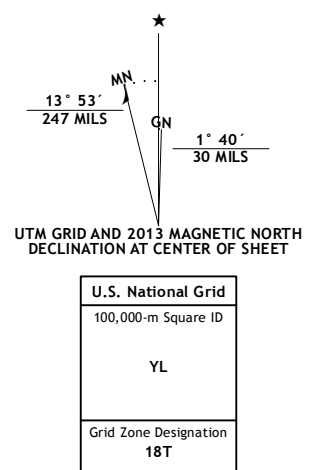 ★
MN
GN
13° 53´
247 MILS
1° 40´
30 MILS
UTM GRID AND 2013 MAGNETIC NORTH
DECLINATION AT CENTER OF SHEET
U.S. National Grid
100,000-m Square ID
YL
Grid Zone Designation
18T